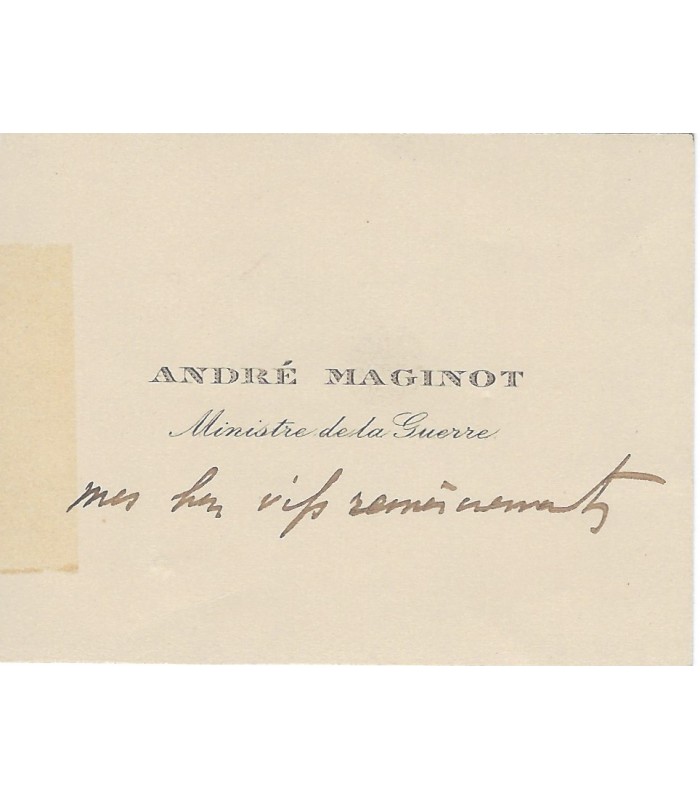 ANDRÉ MAGINOT
Ministre de la Guerre
mes bien vifs remerciements